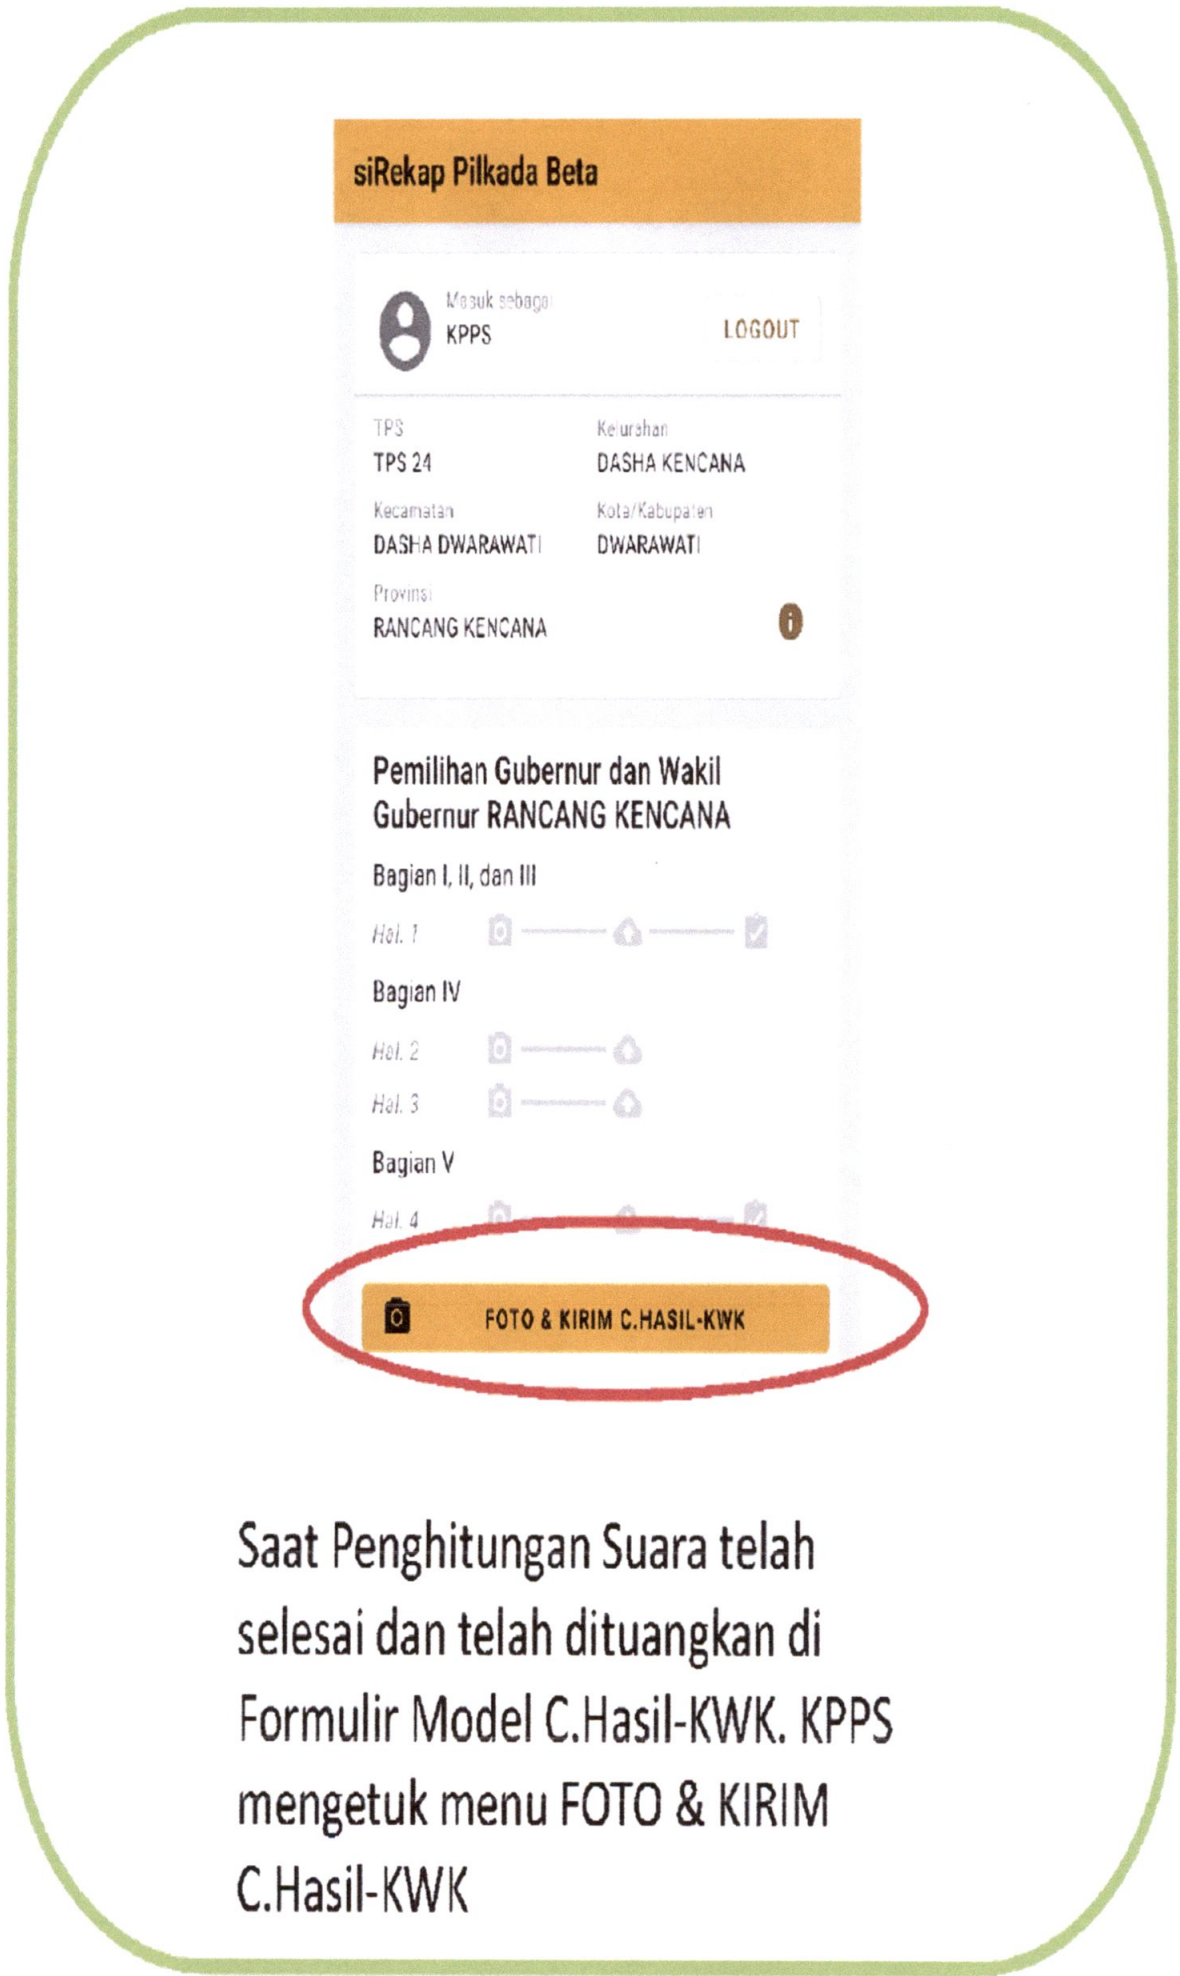 siRekap Pilkada Beta
Masuk sebagai
KPPS
LOGOUT
TPS
Kelurahan
TPS 24
DASHA KENCANA
Kecamatan
Kota/Kabupaten
DASHA DWARAWATI
DWARAWATI
Provinsi
RANCANG KENCANA
Pemilihan Gubernur dan Wakil
Gubernur RANCANG KENCANA
Bagian I, II, dan III
Hal. 1
Bagian IV
Hal. 2
Hal. 3
Bagian V
Hal. 4
FOTO & KIRIM C.HASIL-KWK
Saat Penghitungan Suara telah
selesai dan telah dituangkan di
Formulir Model C.Hasil-KWK. KPPS
mengetuk menu FOTO & KIRIM
C.Hasil-KWK